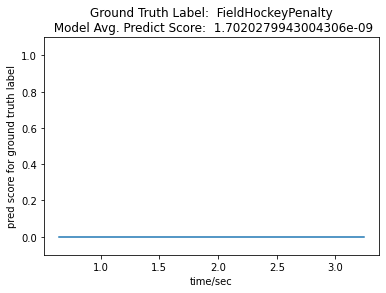 Ground Truth Label:  FieldHockeyPenalty
Model Avg. Predict Score:  1.7020279943004306e-09
1.0
0.8
0.6
0.4
0.2
0.0
pred score for ground truth label
1.0 1.5 2.0 2.5 3.0
time/sec